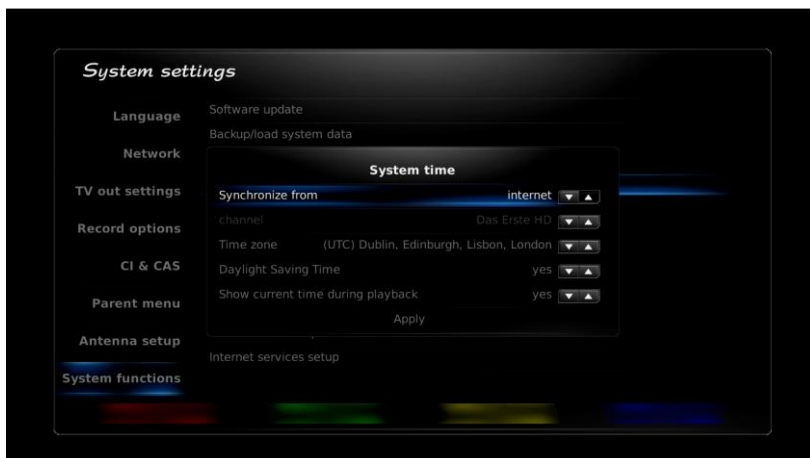 System settings
Language
Network
TV out settings
Record options
CI & CAS
Parent menu
Antenna setup
System functions
Software update
Backup/load system data
System time
Synchronize from internet
channel Das Erste HD
Time zone (UTC) Dublin, Edinburgh, Lisbon, London
Daylight Saving Time yes
Show current time during playback yes
Apply
Internet services setup